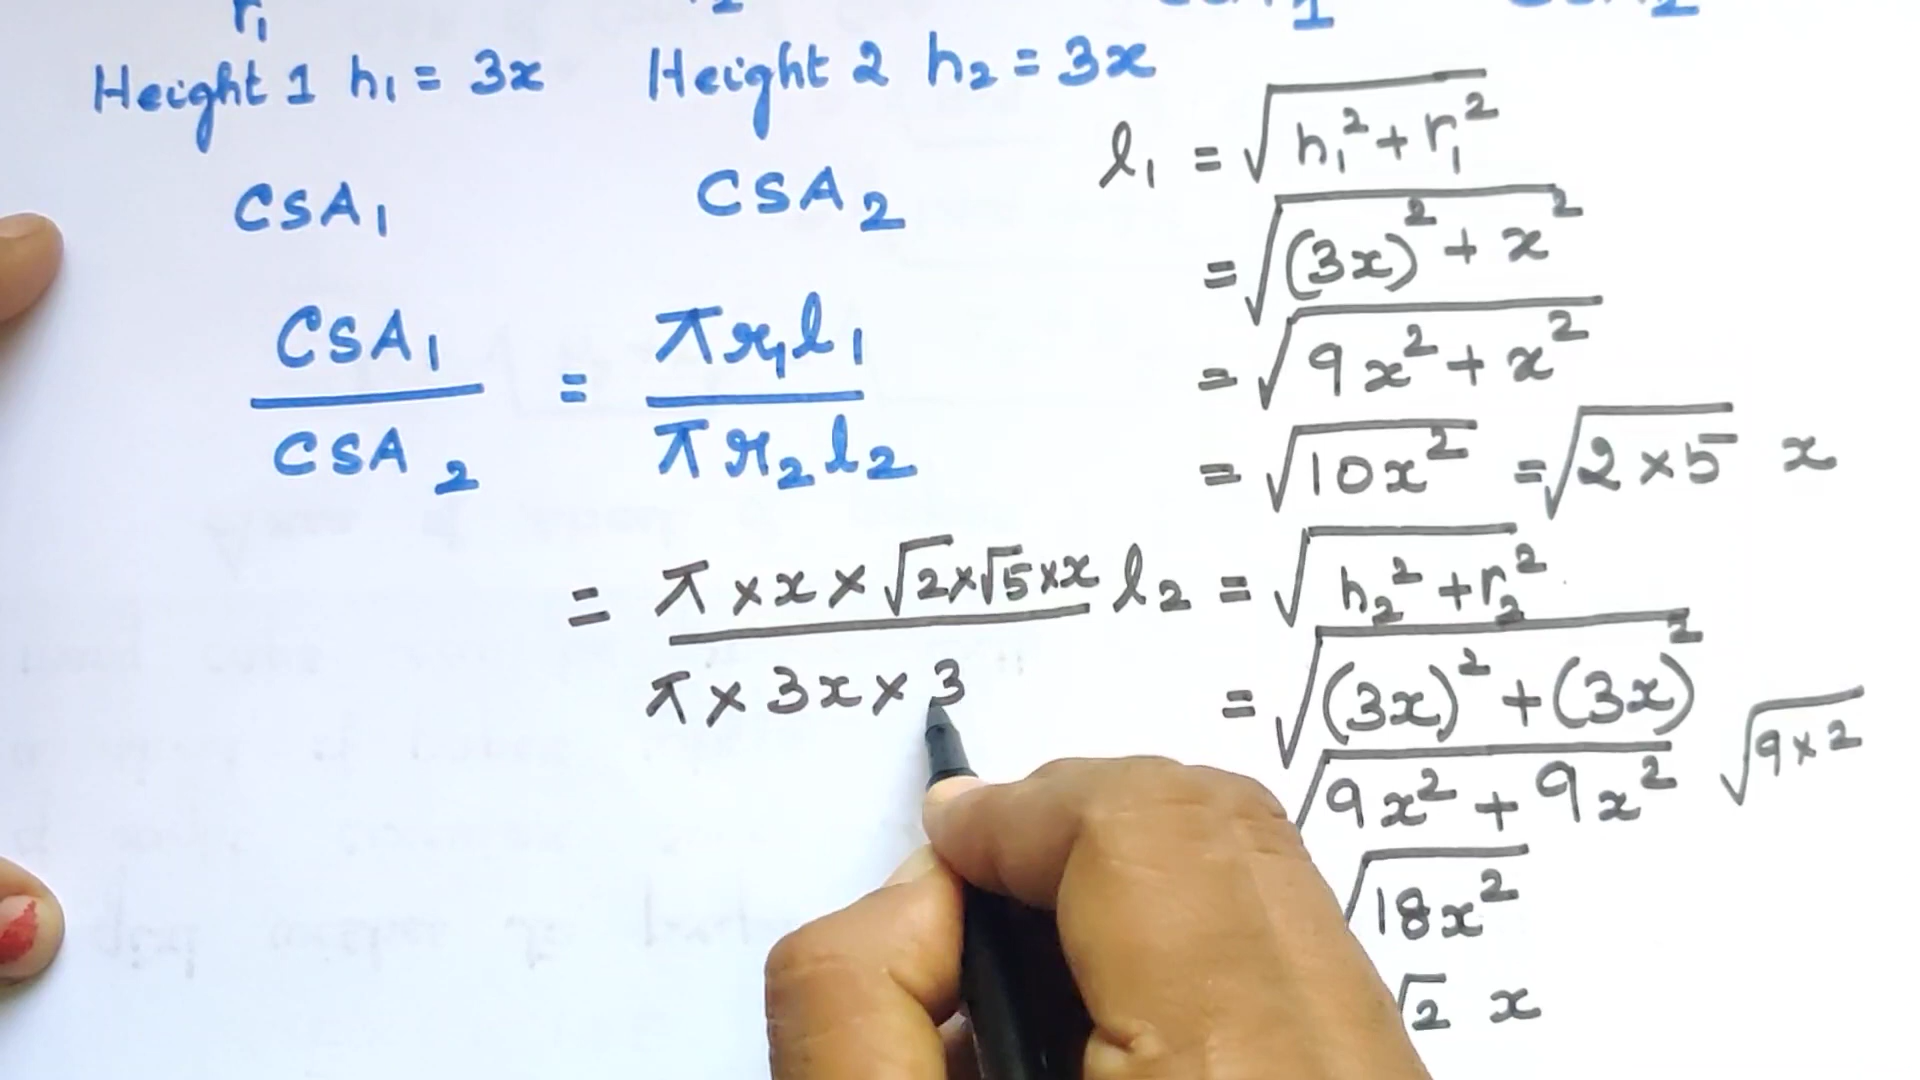 r₁
Height 1 h₁ = 3x Height 2 h₂ = 3x
CSA₁ CSA₂
CSA₁/CSA₂ = πr₁l₁/πr₂l₂
= π × x × √2 × √5 × x
π × 3x × 3
l₁ = √(h₁² + r₁²)
= √((3x)² + x²)
= √(9x² + x²)
= √(10x²) = √(2 × 5) x
l₂ = √(h₂² + r₂²)
= √((3x)² + (3x)²)
√(9x² + 9x²) √(9 × 2)
√(18x²)
√2 x